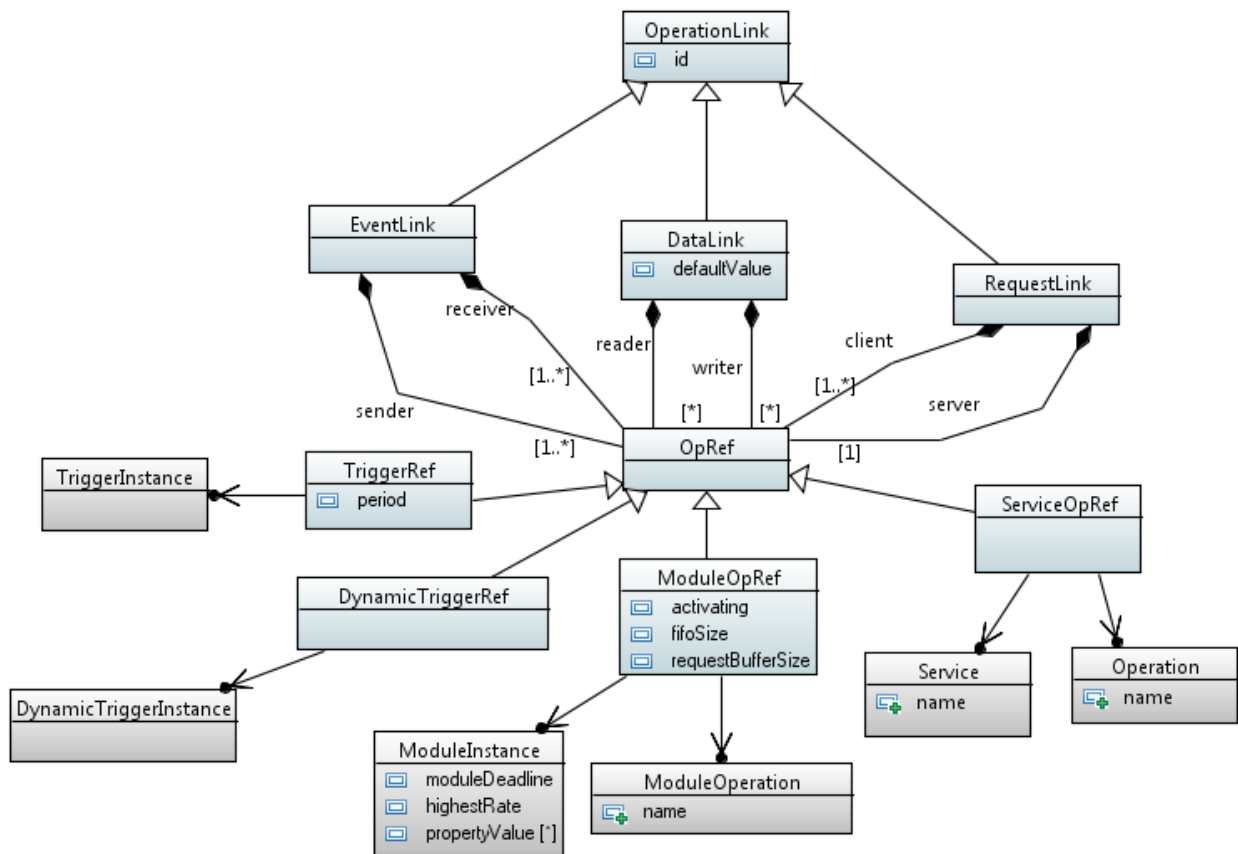 OperationLink
id
EventLink
DataLink
defaultValue
RequestLink
receiver
reader
client
writer
[1..*]
[1..*]
sender
server
[*]
[*]
[1..*]
OpRef
[1]
TriggerInstance
TriggerRef
period
ServiceOpRef
DynamicTriggerRef
ModuleOpRef
activating
fifoSize
requestBufferSize
Service
name
Operation
name
DynamicTriggerInstance
ModuleInstance
moduleDeadline
highestRate
propertyValue [*]
ModuleOperation
name